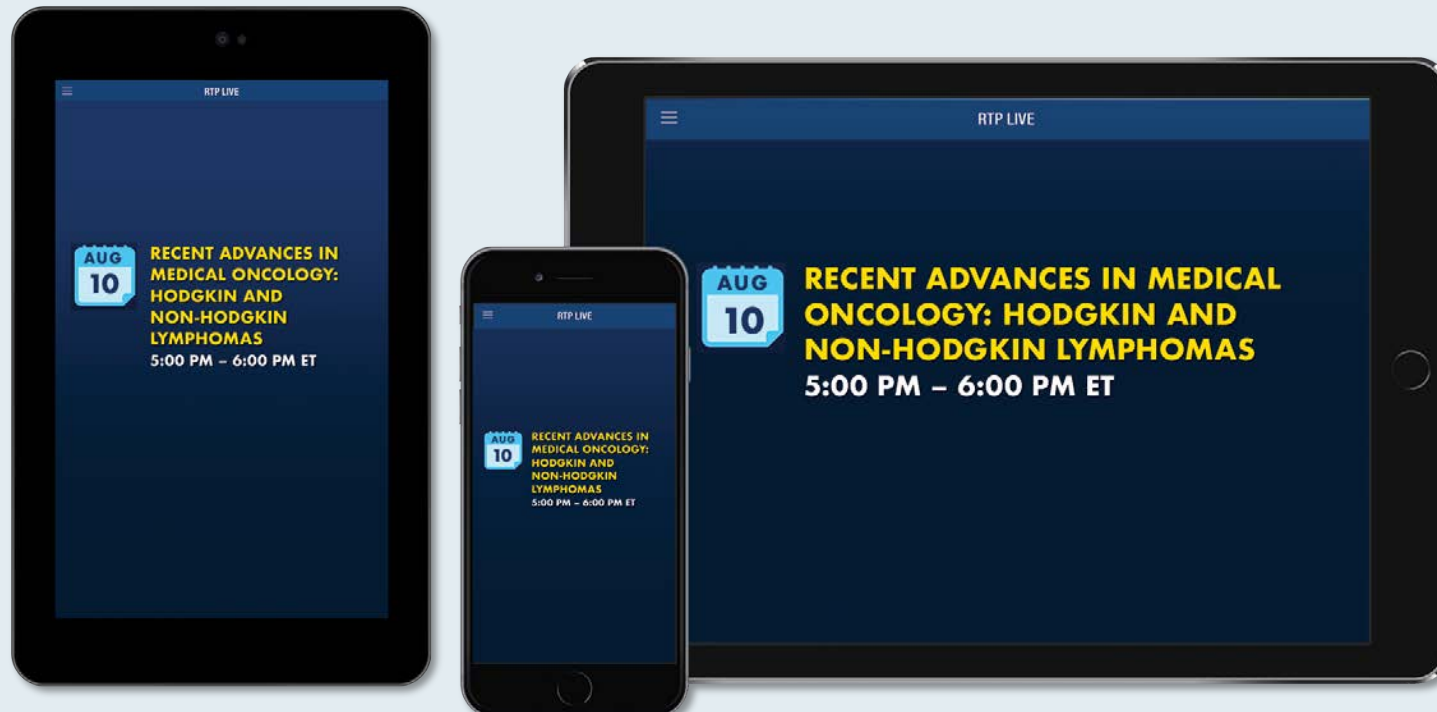 RTP LIVE
AUG
10
RECENT ADVANCES IN
MEDICAL ONCOLOGY:
HODGKIN AND
NON-HODGKIN
LYMPHOMAS
5:00 PM – 6:00 PM ET
RTP LIVE
AUG
10
RECENT ADVANCES IN
MEDICAL ONCOLOGY:
HODGKIN AND
NON-HODGKIN
LYMPHOMAS
5:00 PM – 6:00 PM ET
RTP LIVE
AUG
10
RECENT ADVANCES IN MEDICAL
ONCOLOGY: HODGKIN AND
NON-HODGKIN LYMPHOMAS
5:00 PM – 6:00 PM ET